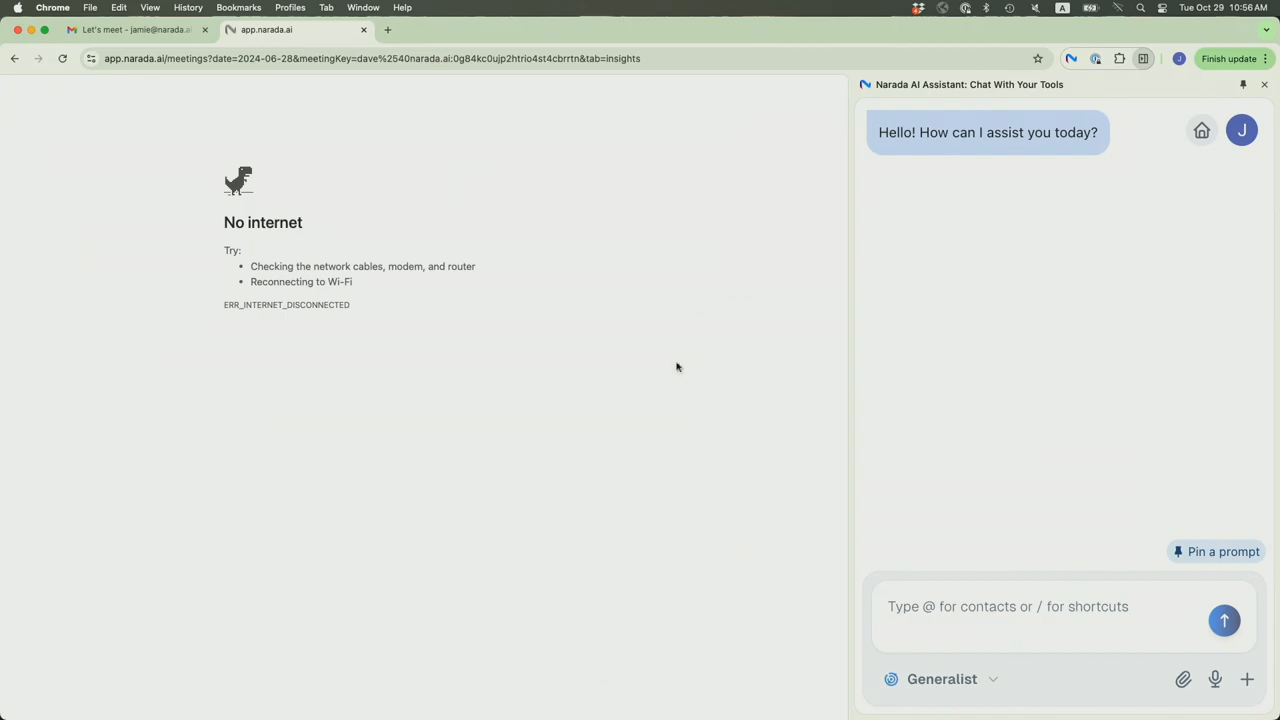 Chrome File Edit View History Bookmarks Profiles Tab Window Help A Tue Oct 29 10:56 AM
Let's meet - jamie@narada.ai
app.narada.ai
app.narada.ai/meetings?date=2024-06-28&meetingKey=dave%2540narada.ai:0g84kc0ujp2htrio4st4cbrrtn&tab=insights
J
Finish update
Narada AI Assistant: Chat With Your Tools
Hello! How can I assist you today?
J
No internet
Try:
• Checking the network cables, modem, and router
• Reconnecting to Wi-Fi
ERR_INTERNET_DISCONNECTED
Pin a prompt
Type @ for contacts or / for shortcuts
Generalist